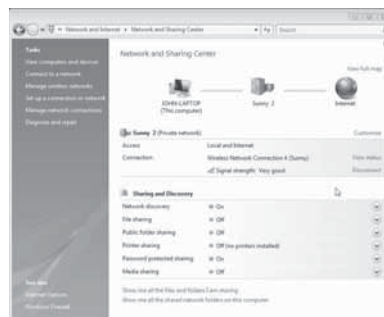 Network and Internet ▸ Network and Sharing Center
Search
Tasks
View computers and devices
Connect to a network
Manage wireless networks
Set up a connection or network
Manage network connections
Diagnose and repair
See also
Internet Options
Windows Firewall
Network and Sharing Center
View full map
JOHN-LAPTOP
(This computer)
Sunny 2
Internet
Sunny 2 (Private network)
Customize
Access
Local and Internet
Connection
Wireless Network Connection 4 (Sunny)
View status
Signal strength: Very good
Disconnect
Sharing and Discovery
Network discovery
On
File sharing
Off
Public folder sharing
Off
Printer sharing
Off (no printers installed)
Password protected sharing
On
Media sharing
Off
Show me all the files and folders I am sharing
Show me all the shared network folders on this computer